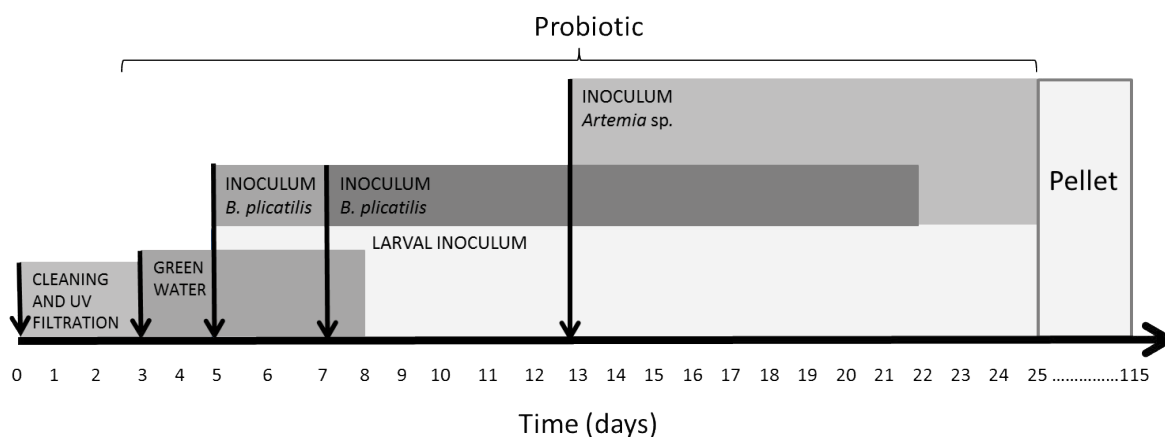 Probiotic
INOCULUM
Artemia sp.
INOCULUM
B. plicatilis
INOCULUM
B. plicatilis
Pellet
LARVAL INOCULUM
GREEN
WATER
CLEANING
AND UV
FILTRATION
0 1 2 3 4 5 6 7 8 9 10 11 12 13 14 15 16 17 18 19 20 21 22 23 24 25 ...............115
Time (days)